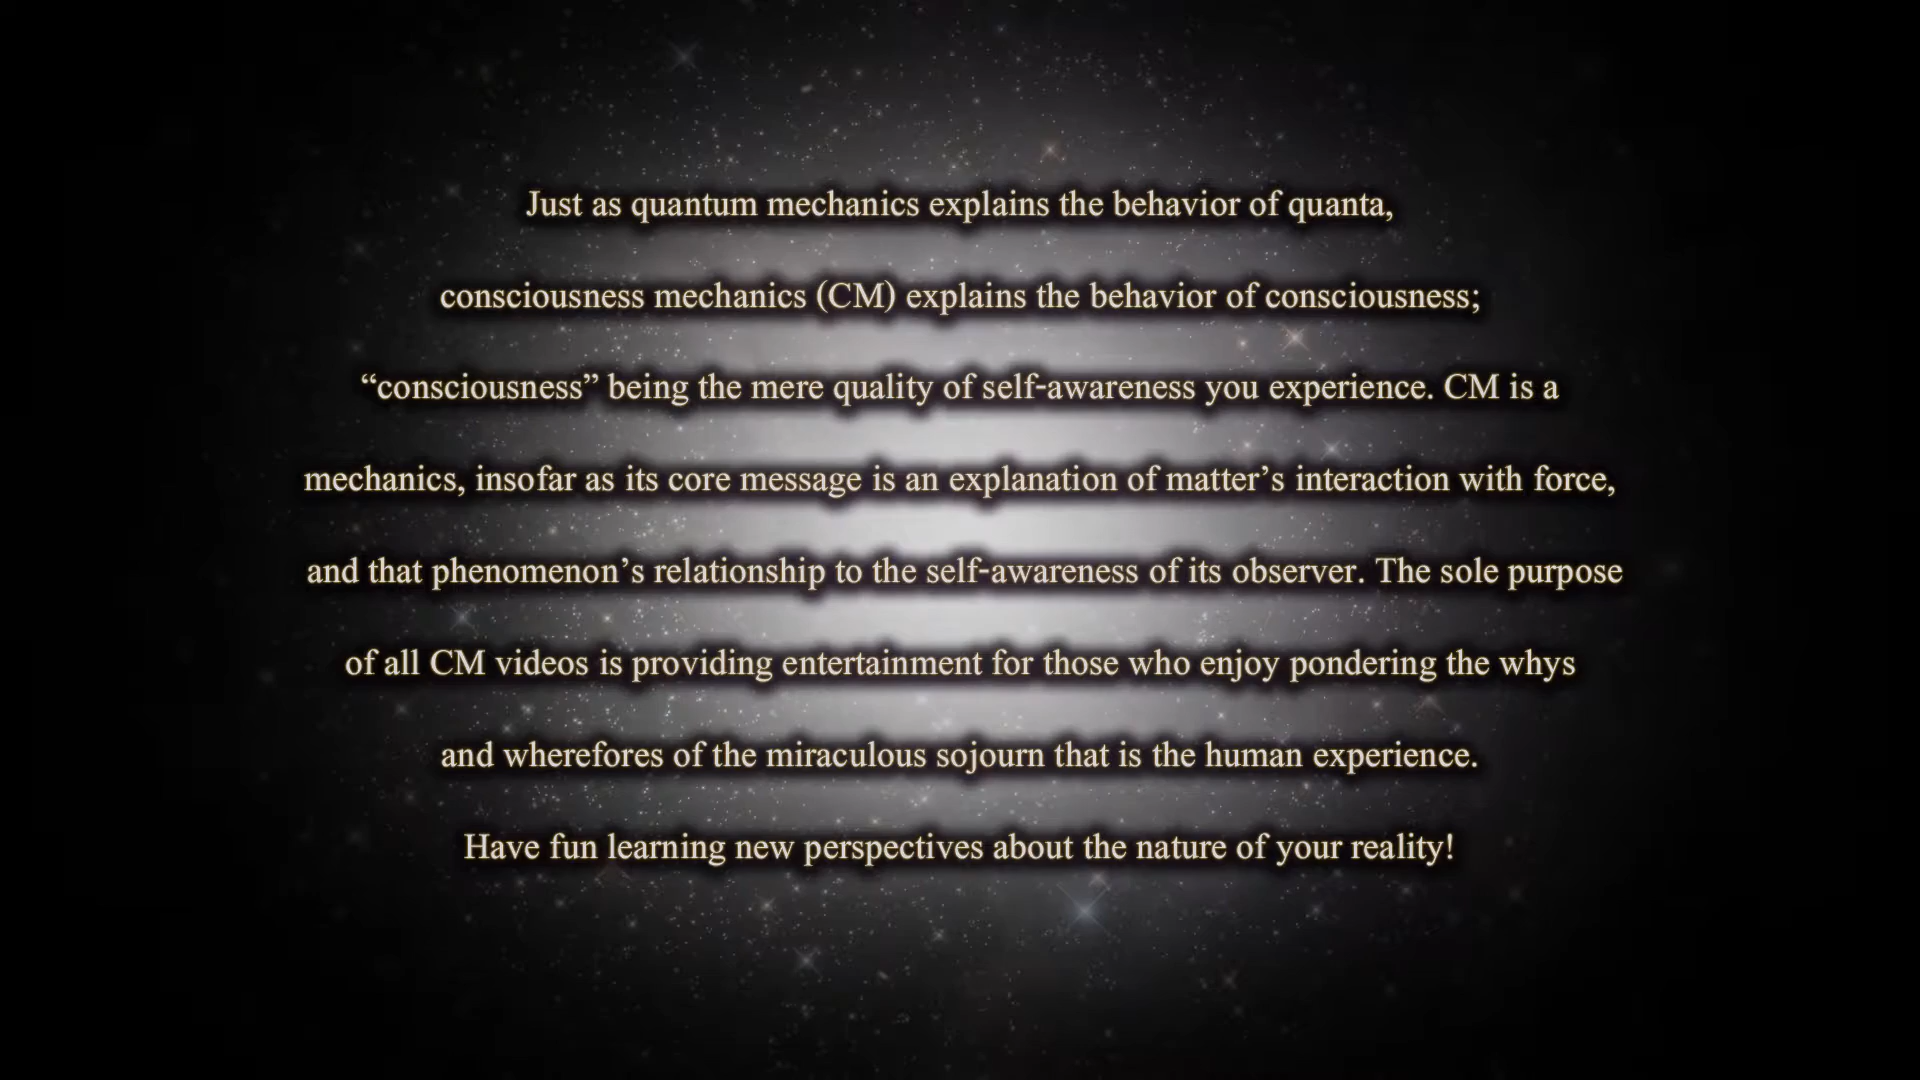 Just as quantum mechanics explains the behavior of quanta,
consciousness mechanics (CM) explains the behavior of consciousness;
“consciousness” being the mere quality of self-awareness you experience. CM is a
mechanics, insofar as its core message is an explanation of matter’s interaction with force,
and that phenomenon’s relationship to the self-awareness of its observer. The sole purpose
of all CM videos is providing entertainment for those who enjoy pondering the whys
and wherefores of the miraculous sojourn that is the human experience.
Have fun learning new perspectives about the nature of your reality!